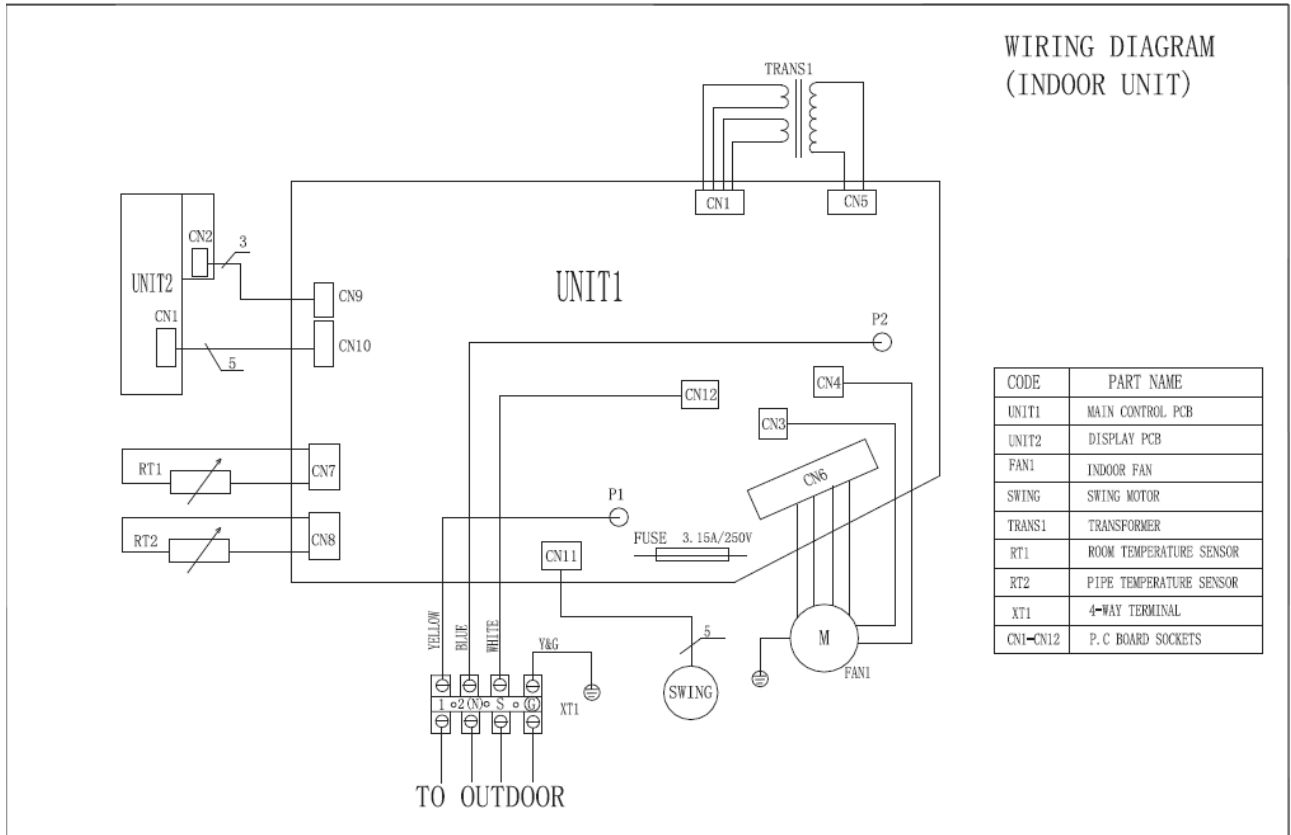 WIRING DIAGRAM
(INDOOR UNIT)
TRANS1
CN1
CN5
CN2
3
UNIT2
CN9
UNIT1
CN1
CN10
5
P2
CN12
CN4
CN3
CN6
RT1
CN7
RT2
CN8
P1
FUSE 3.15A/250V
CN11
YELLOW
BLUE
WHITE
Y&G
5
M
FAN1
SWING
1 2(N) S G
XT1
TO OUTDOOR
CODE PART NAME
UNIT1 MAIN CONTROL PCB
UNIT2 DISPLAY PCB
FAN1 INDOOR FAN
SWING SWING MOTOR
TRANS1 TRANSFORMER
RT1 ROOM TEMPERATURE SENSOR
RT2 PIPE TEMPERATURE SENSOR
XT1 4-WAY TERMINAL
CN1-CN12 P.C BOARD SOCKETS